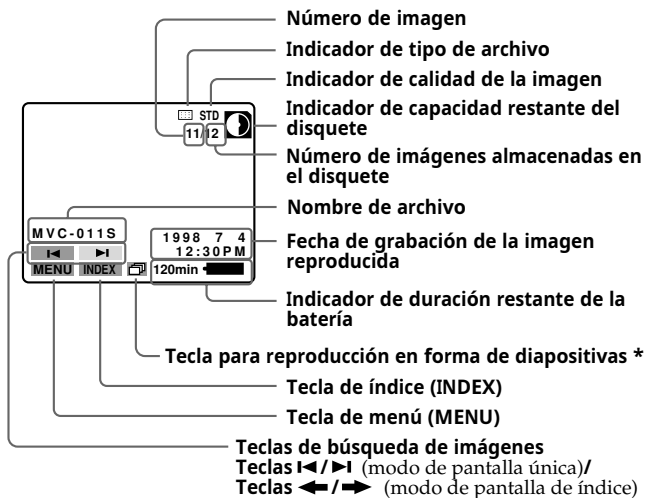 Número de imagen
Indicador de tipo de archivo
Indicador de calidad de la imagen
Indicador de capacidad restante del
disquete
Número de imágenes almacenadas en
el disquete
Nombre de archivo
Fecha de grabación de la imagen
reproducida
Indicador de duración restante de la
batería
STD
11/12
MVC-011S
1998 7 4
12:30PM
MENU INDEX 120min
Tecla para reproducción en forma de diapositivas *
Tecla de índice (INDEX)
Tecla de menú (MENU)
Teclas de búsqueda de imágenes
Teclas I◄/►I (modo de pantalla única)/
Teclas ←/→ (modo de pantalla de índice)